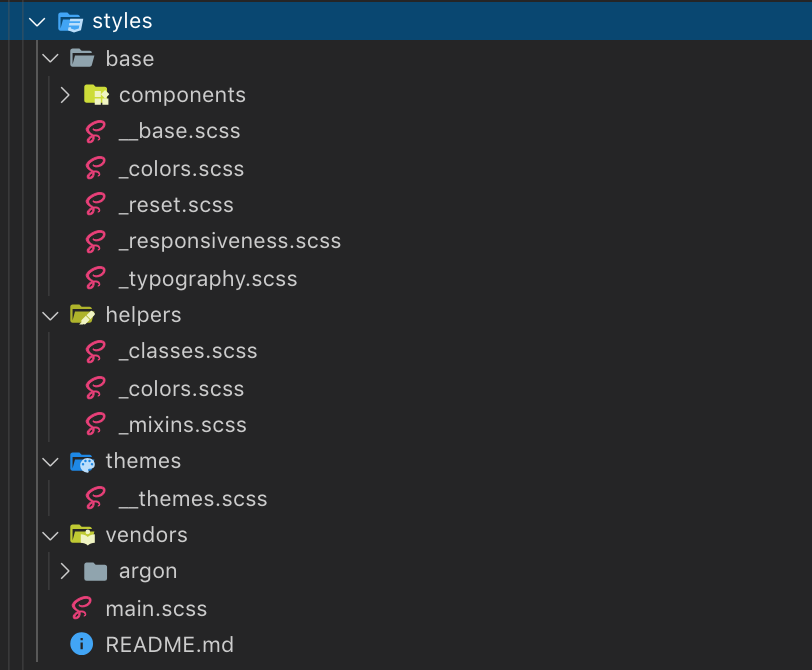 styles
base
components
__base.scss
_colors.scss
_reset.scss
_responsiveness.scss
_typography.scss
helpers
_classes.scss
_colors.scss
_mixins.scss
themes
__themes.scss
vendors
argon
main.scss
README.md